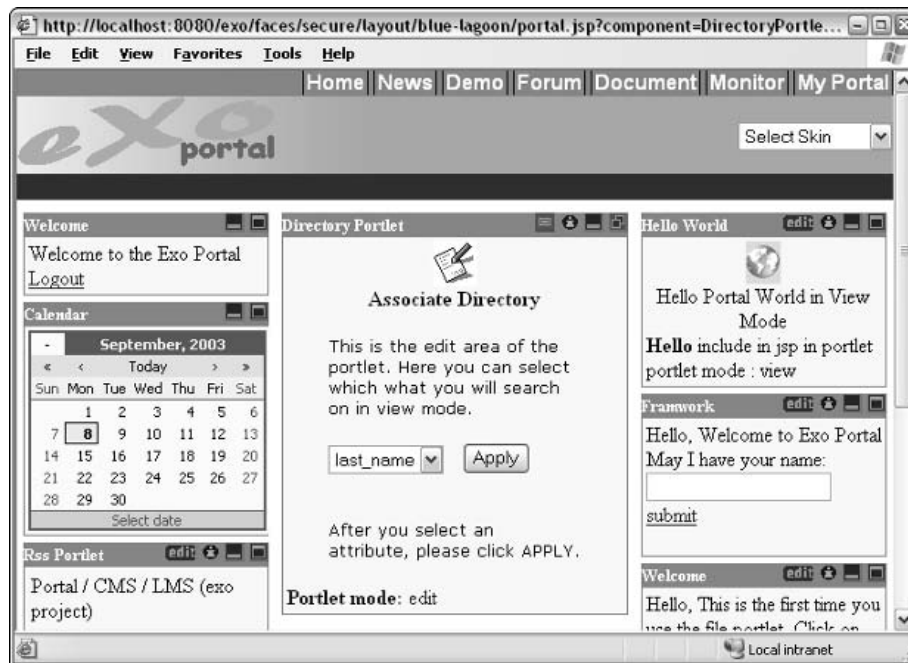 http://localhost:8080/exo/faces/secure/layout/blue-lagoon/portal.jsp?component=DirectoryPortle...
File Edit View Favorites Tools Help
Home News Demo Forum Document Monitor My Portal
eXo portal
Select Skin
Welcome
Welcome to the Exo Portal
Logout
Calendar
- September, 2003
« ‹ Today › »
Sun Mon Tue Wed Thu Fri Sat
1 2 3 4 5 6
7 8 9 10 11 12 13
14 15 16 17 18 19 20
21 22 23 24 25 26 27
28 29 30
Select date
Rss Portlet edit
Portal / CMS / LMS (exo
project)
Directory Portlet
Associate Directory
This is the edit area of the
portlet. Here you can select
which what you will search
on in view mode.
last_name Apply
After you select an
attribute, please click APPLY.
Portlet mode: edit
Hello World edit
Hello Portal World in View
Mode
Hello include in jsp in portlet
portlet mode : view
Framwork edit
Hello, Welcome to Exo Portal
May I have your name:
submit
Welcome edit
Hello, This is the first time you
use the file portlet. Click on
Local intranet